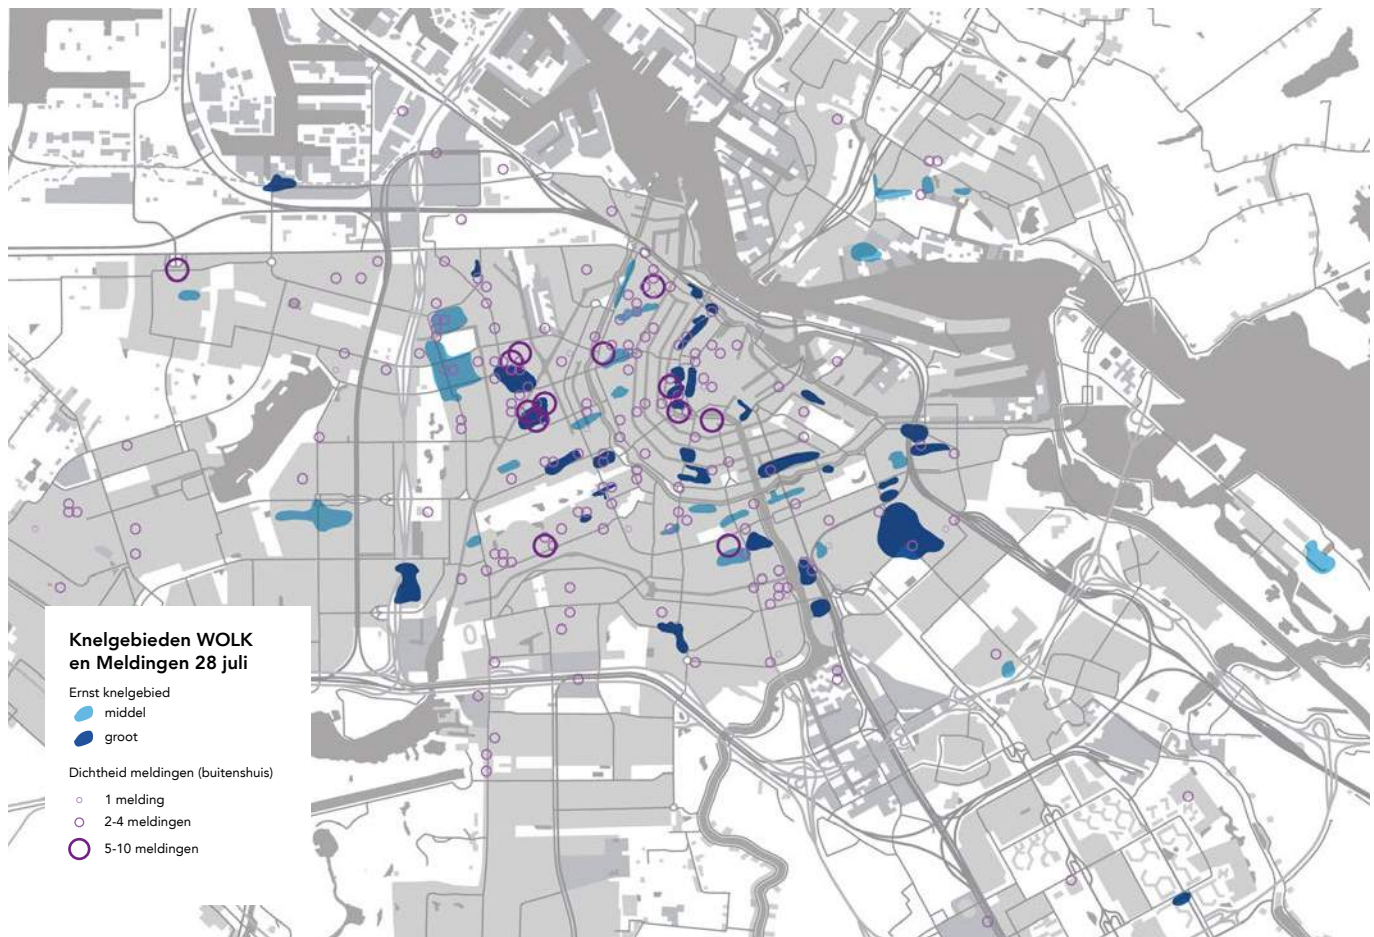 Knelgebieden WOLK
en Meldingen 28 juli
Ernst knelgebied
middel
groot
Dichtheid meldingen (buitenshuis)
1 melding
2-4 meldingen
5-10 meldingen